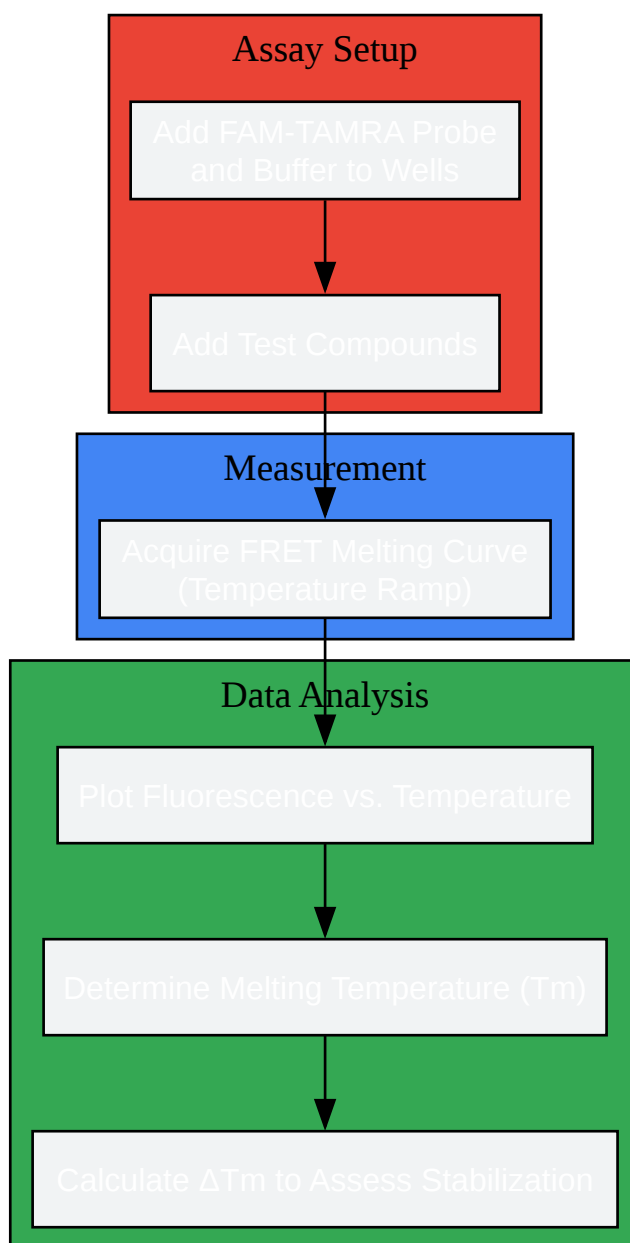 Assay Setup
Add FAM-TAMRA Probe
and Buffer to Wells
Add Test Compounds
Measurement
Acquire FRET Melting Curve
(Temperature Ramp)
Data Analysis
Plot Fluorescence vs. Temperature
Determine Melting Temperature (Tm)
Calculate ΔTm to Assess Stabilization